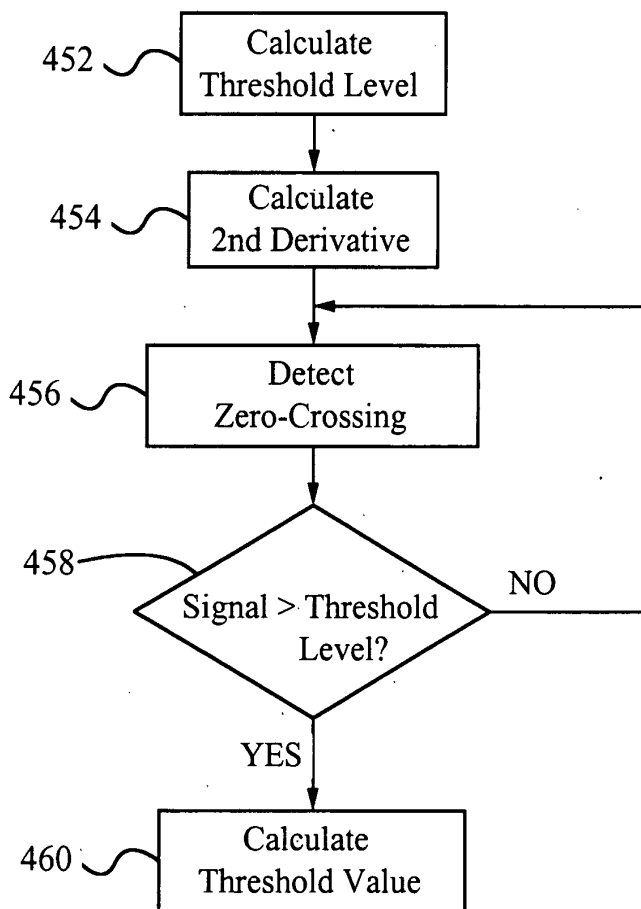 452
Calculate
Threshold Level
454
Calculate
2nd Derivative
456
Detect
Zero-Crossing
458
Signal > Threshold
Level?
NO
YES
460
Calculate
Threshold Value